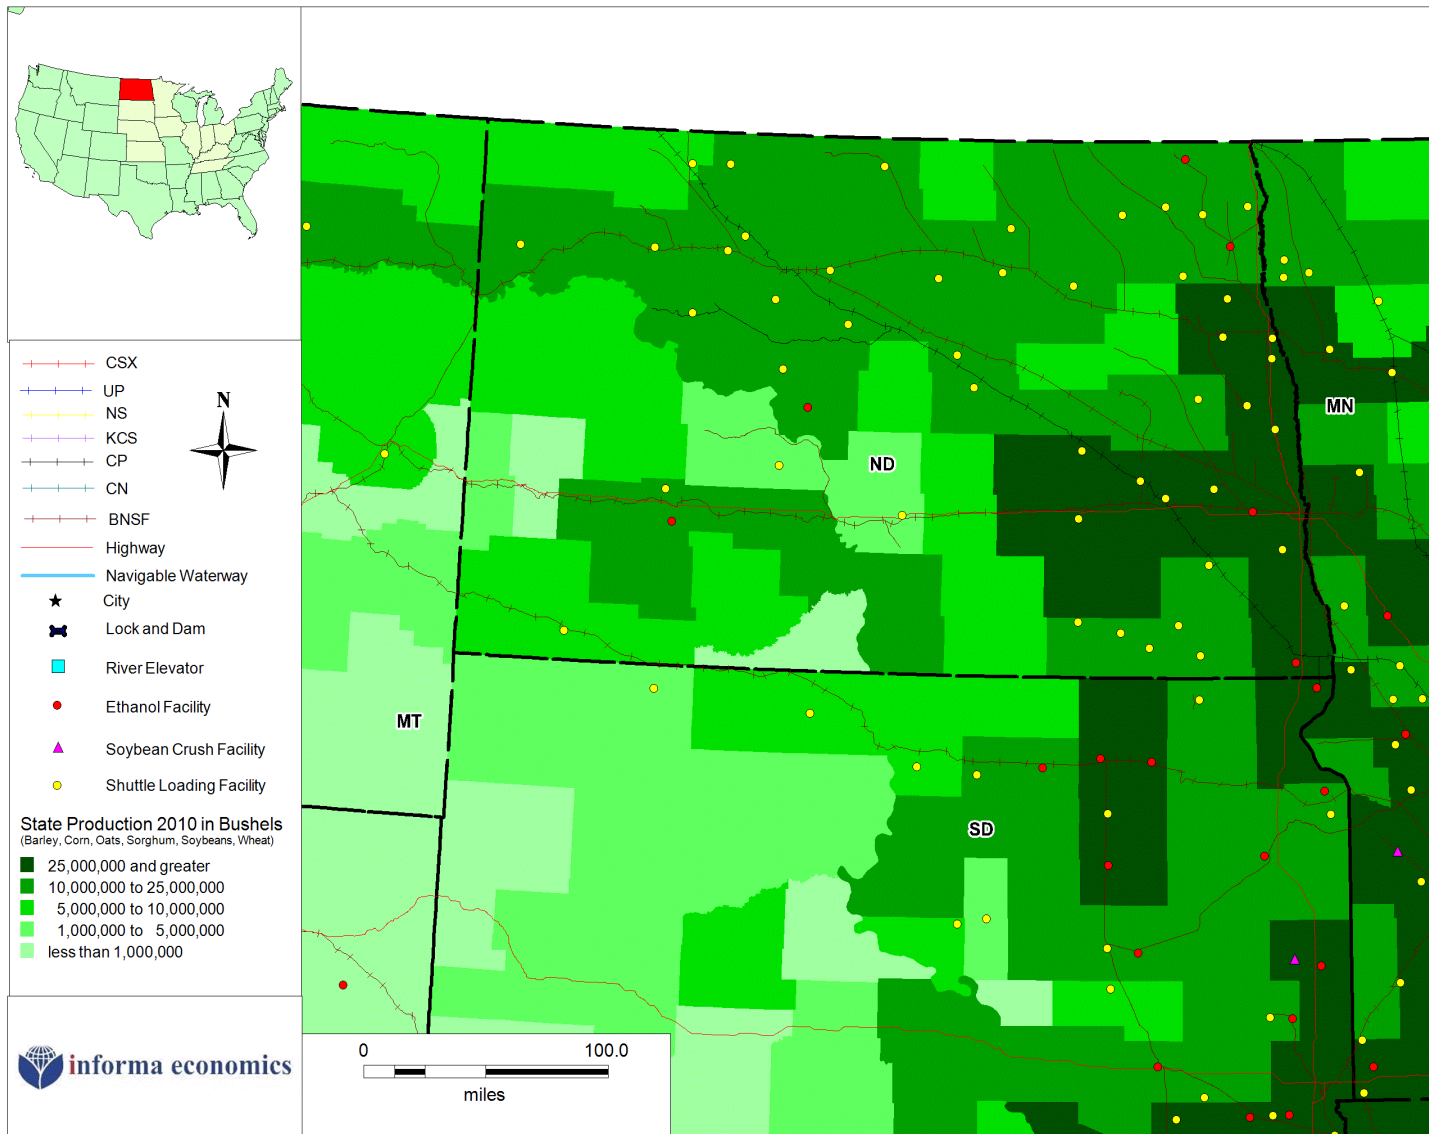 CSX
UP
NS
KCS
CP
CN
BNSF
Highway
Navigable Waterway
City
Lock and Dam
River Elevator
Ethanol Facility
Soybean Crush Facility
Shuttle Loading Facility
State Production 2010 in Bushels
(Barley, Corn, Oats, Sorghum, Soybeans, Wheat)
25,000,000 and greater
10,000,000 to 25,000,000
5,000,000 to 10,000,000
1,000,000 to 5,000,000
less than 1,000,000
N
informa economics
MN
ND
MT
SD
0 100.0
miles